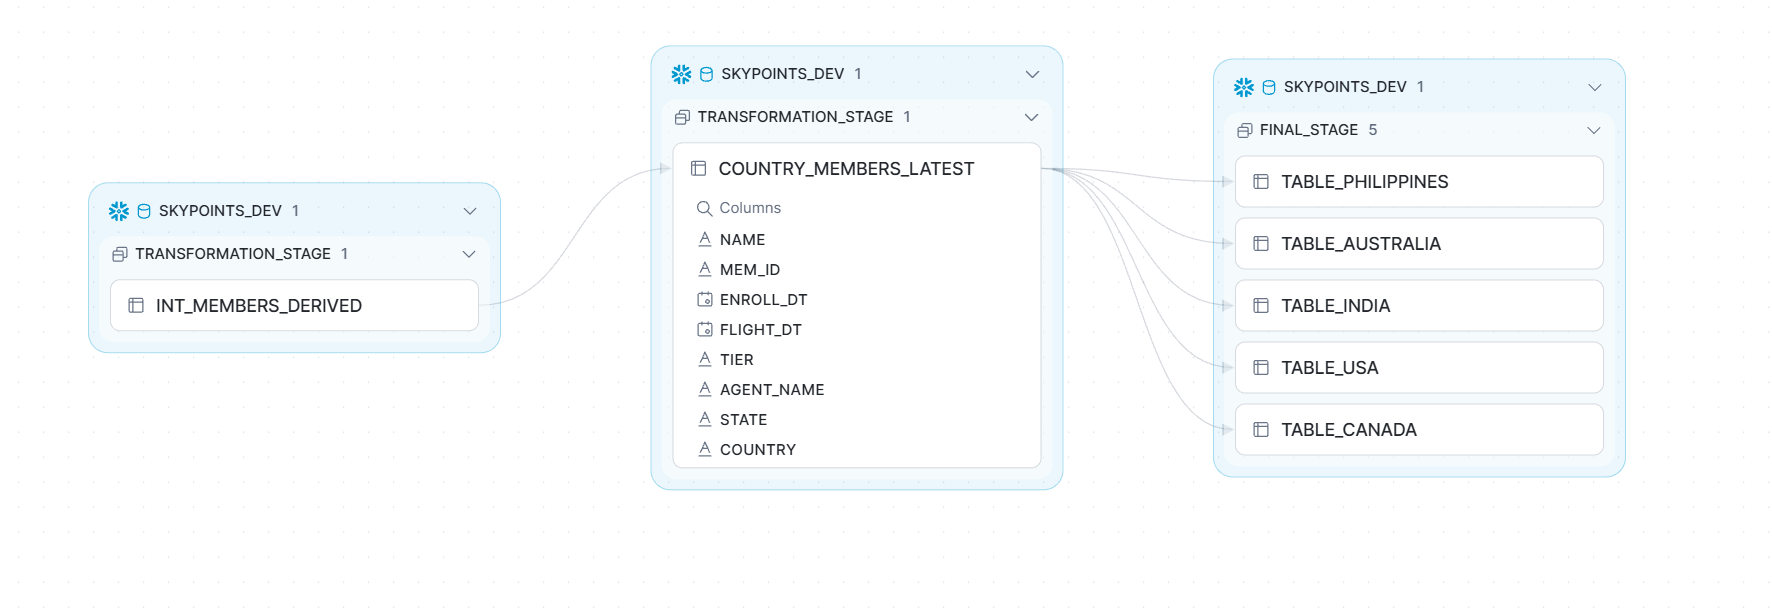 SKYPOINTS_DEV 1
TRANSFORMATION_STAGE 1
INT_MEMBERS_DERIVED
SKYPOINTS_DEV 1
TRANSFORMATION_STAGE 1
COUNTRY_MEMBERS_LATEST
Columns
NAME
MEM_ID
ENROLL_DT
FLIGHT_DT
TIER
AGENT_NAME
STATE
COUNTRY
SKYPOINTS_DEV 1
FINAL_STAGE 5
TABLE_PHILIPPINES
TABLE_AUSTRALIA
TABLE_INDIA
TABLE_USA
TABLE_CANADA